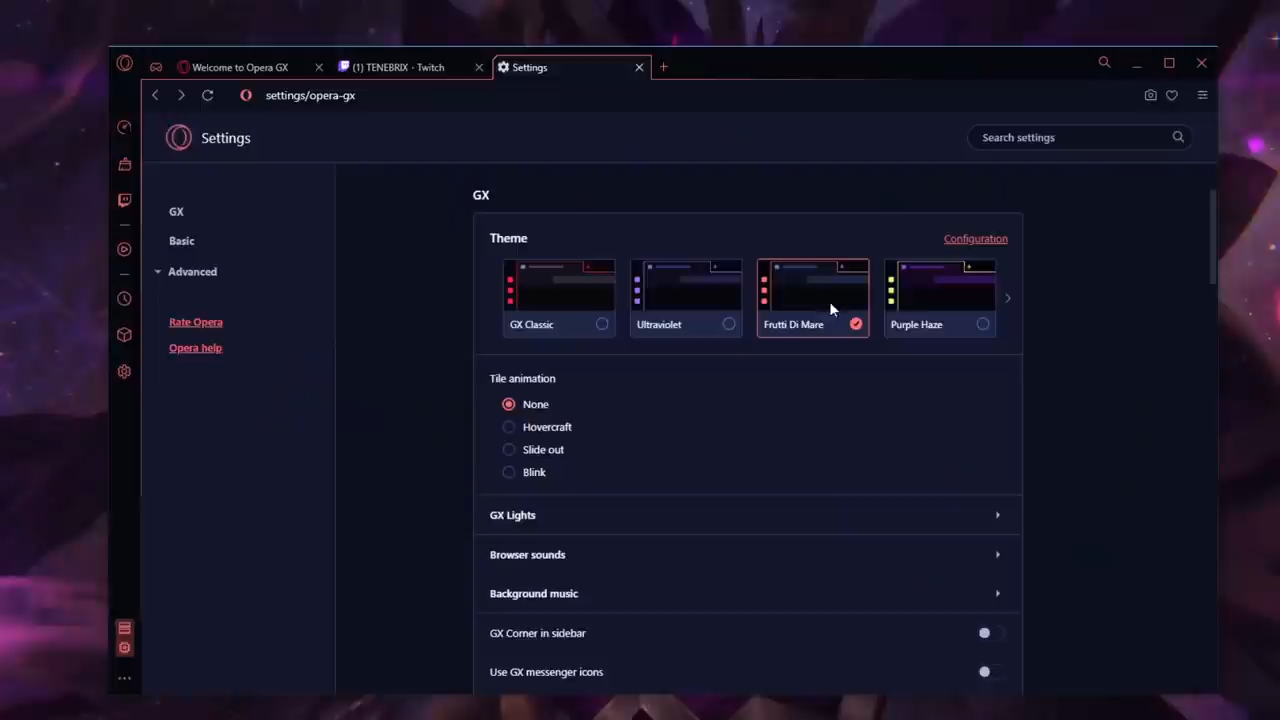 Welcome to Opera GX
(1) TENEBRIX - Twitch
Settings
settings/opera-gx
Settings
Search settings
GX
Basic
Advanced
Rate Opera
Opera help
GX
Theme
Configuration
GX Classic
Ultraviolet
Frutti Di Mare
Purple Haze
Tile animation
None
Hovercraft
Slide out
Blink
GX Lights
Browser sounds
Background music
GX Corner in sidebar
Use GX messenger icons